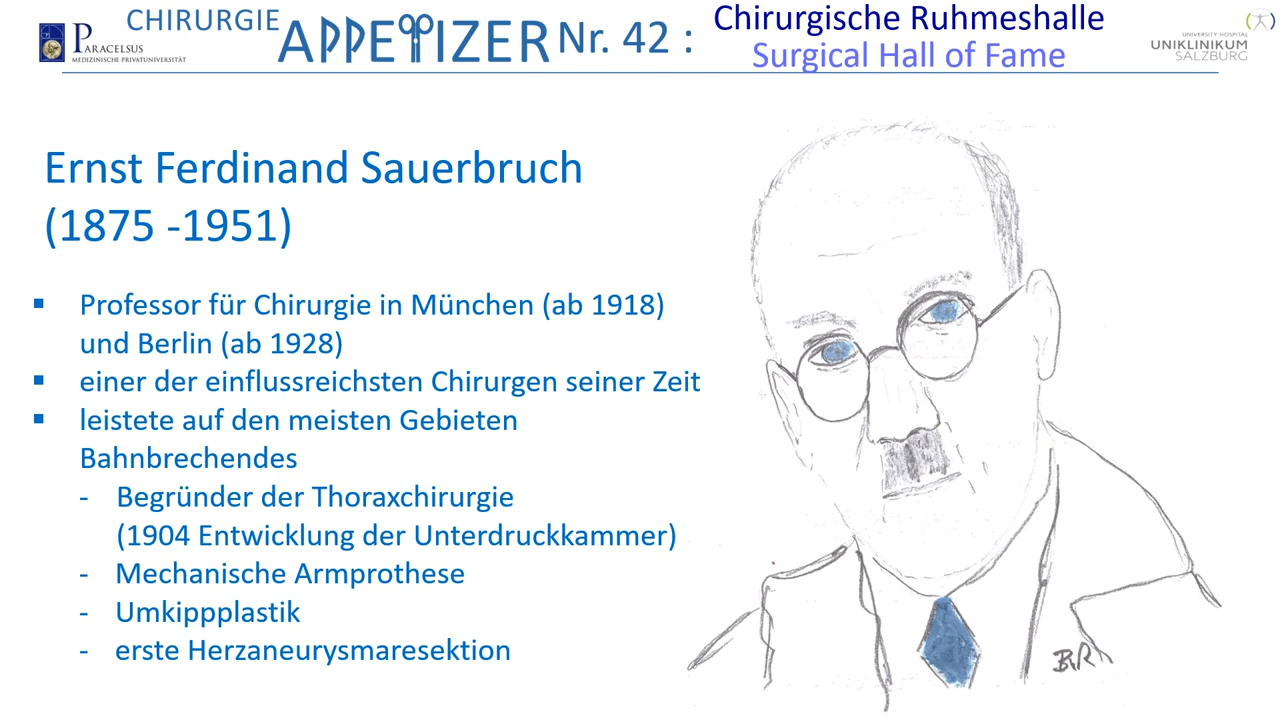 CHIRURGIE
APPETIZER Nr. 42 :
Chirurgische Ruhmeshalle
Surgical Hall of Fame
PARACELSUS
MEDIZINISCHE PRIVATUNIVERSITÄT
UNIVERSITY HOSPITAL
UNIKLINIKUM
SALZBURG
Ernst Ferdinand Sauerbruch
(1875 -1951)
▪ Professor für Chirurgie in München (ab 1918)
und Berlin (ab 1928)
▪ einer der einflussreichsten Chirurgen seiner Zeit
▪ leistete auf den meisten Gebieten
Bahnbrechendes
- Begründer der Thoraxchirurgie
(1904 Entwicklung der Unterdruckkammer)
- Mechanische Armprothese
- Umkippplastik
- erste Herzaneurysmaresektion